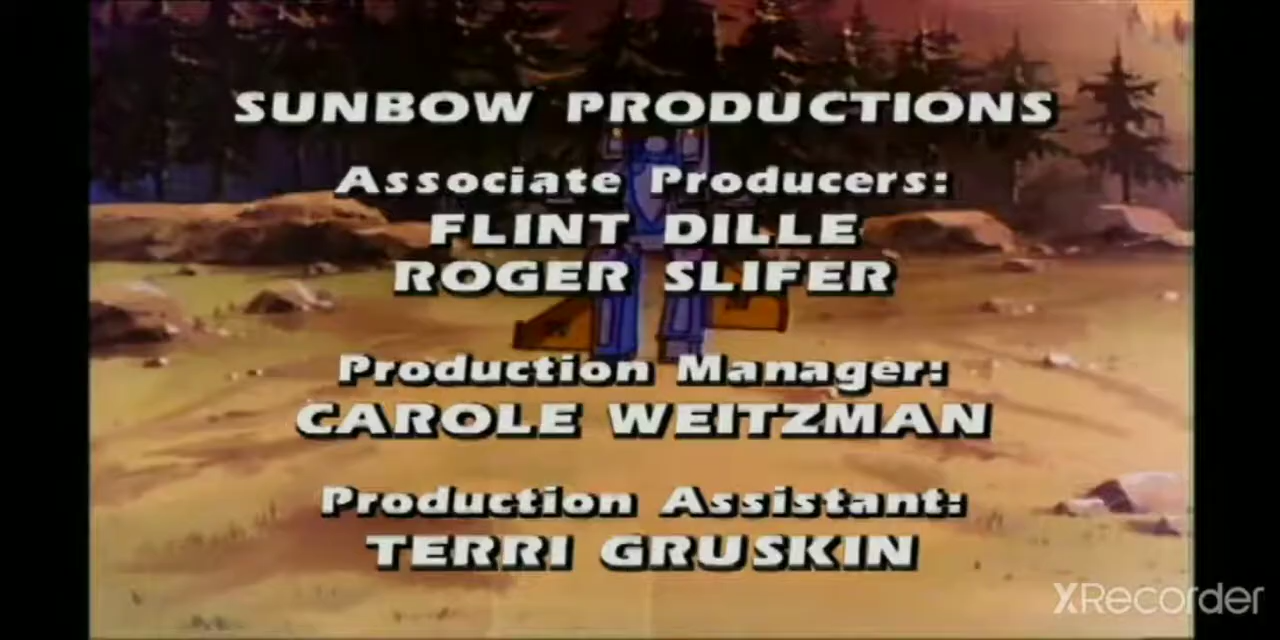 SUNBOW PRODUCTIONS
Associate Producers:
FLINT DILLE
ROGER SLIFER
Production Manager:
CAROLE WEITZMAN
Production Assistant:
TERRI GRUSKIN
XRecorder